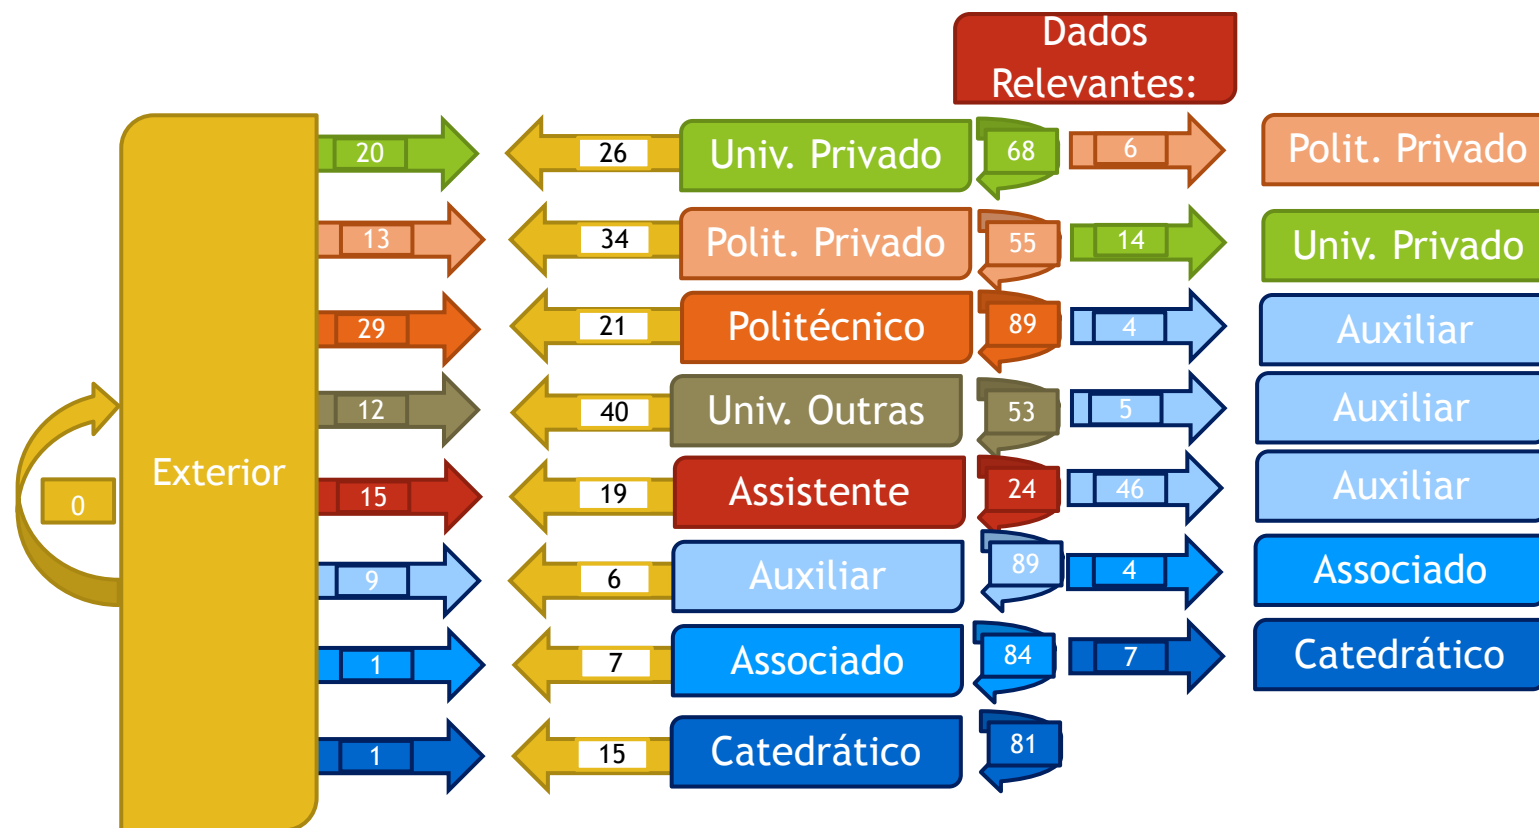 Dados
Relevantes:
20 26 Univ. Privado 68 6 Polit. Privado
13 34 Polit. Privado 55 14 Univ. Privado
29 21 Politécnico 89 4 Auxiliar
12 40 Univ. Outras 53 5 Auxiliar
Exterior
0
15 19 Assistente 24 46 Auxiliar
9 6 Auxiliar 89 4 Associado
1 7 Associado 84 7 Catedrático
1 15 Catedrático 81